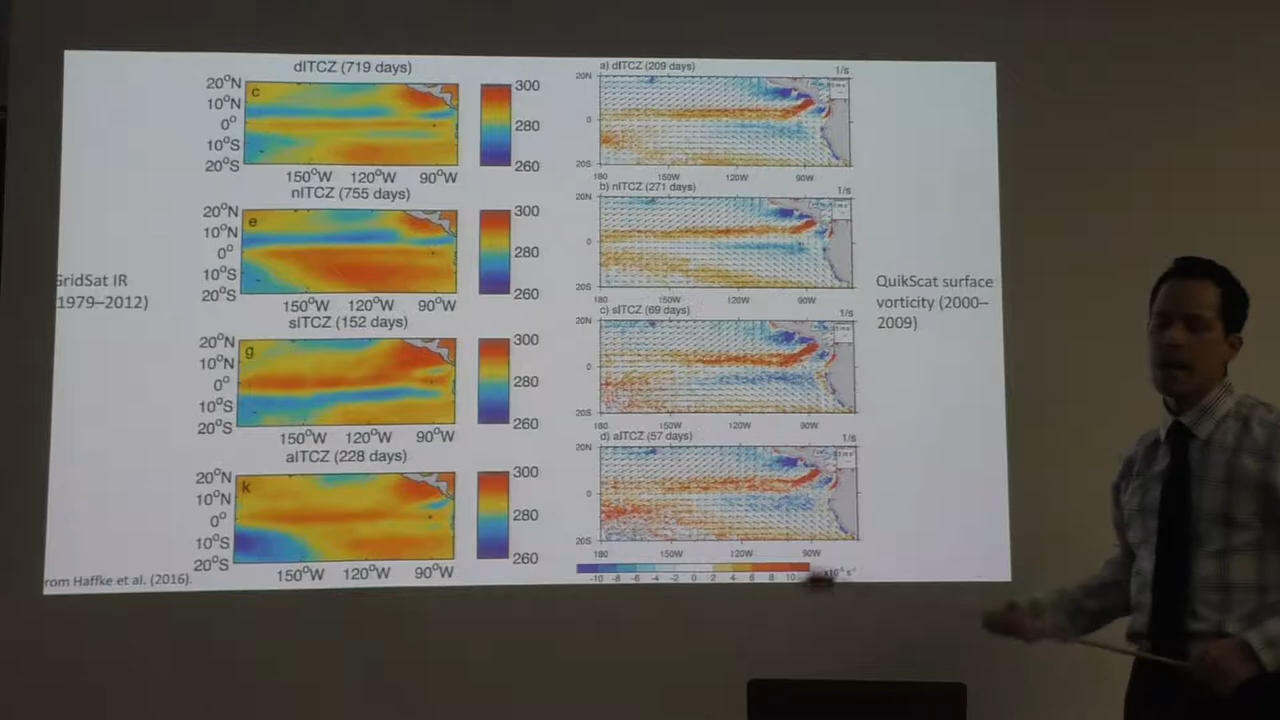 dITCZ (719 days)
20°N
10°N
0°
10°S
20°S
c
150°W 120°W 90°W
300
280
260
nITCZ (755 days)
20°N
10°N
0°
10°S
20°S
e
150°W 120°W 90°W
300
280
260
sITCZ (152 days)
20°N
10°N
0°
10°S
20°S
g
150°W 120°W 90°W
300
280
260
aITCZ (228 days)
20°N
10°N
0°
10°S
20°S
k
150°W 120°W 90°W
300
280
260
GridSat IR
1979–2012)
rom Haffke et al. (2016).
a) dITCZ (209 days) 1/s
20N
0
20S
180 150W 120W 90W
b) nITCZ (271 days) 1/s
20N
0
20S
180 150W 120W 90W
c) sITCZ (69 days) 1/s
20N
0
20S
180 150W 120W 90W
d) aITCZ (57 days) 1/s
20N
0
20S
180 150W 120W 90W
-10 -8 -6 -4 -2 0 2 4 6 8 10
QuikScat surface
vorticity (2000–
2009)